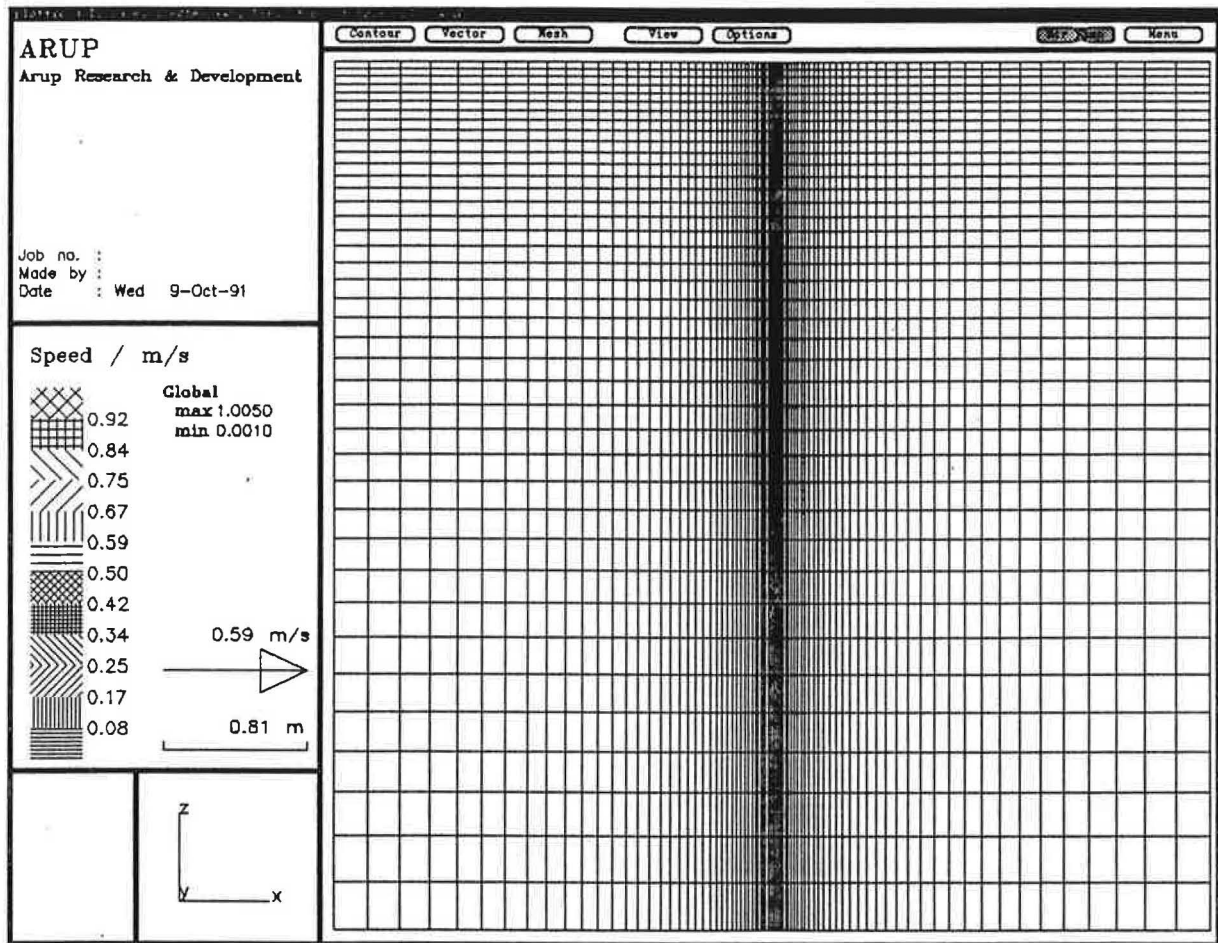 Contour Vector Mesh View Options Menu
ARUP
Arup Research & Development
Job no. :
Made by :
Date : Wed 9-Oct-91
Speed / m/s
Global
max 1.0050
min 0.0010
0.92
0.84
0.75
0.67
0.59
0.50
0.42
0.34
0.25
0.17
0.08
0.59 m/s
0.81 m
z
y
x